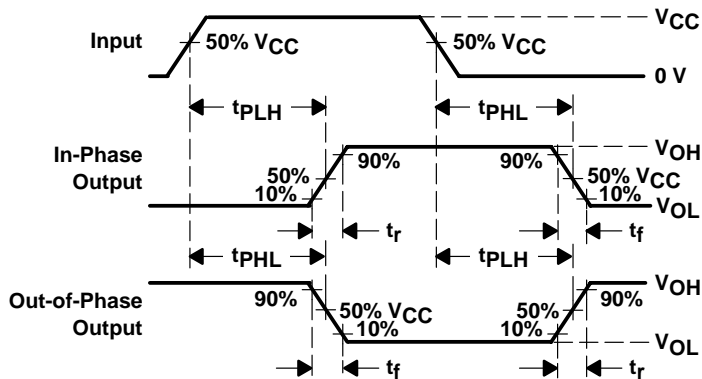 VCC
Input
50% VCC
50% VCC
0 V
tPLH
tPHL
In-Phase
Output
VOH
90%
90%
50%
50% VCC
10%
10%
VOL
tr
tf
tPHL
tPLH
Out-of-Phase
Output
VOH
90%
90%
50% VCC
50%
10%
10%
VOL
tf
tr